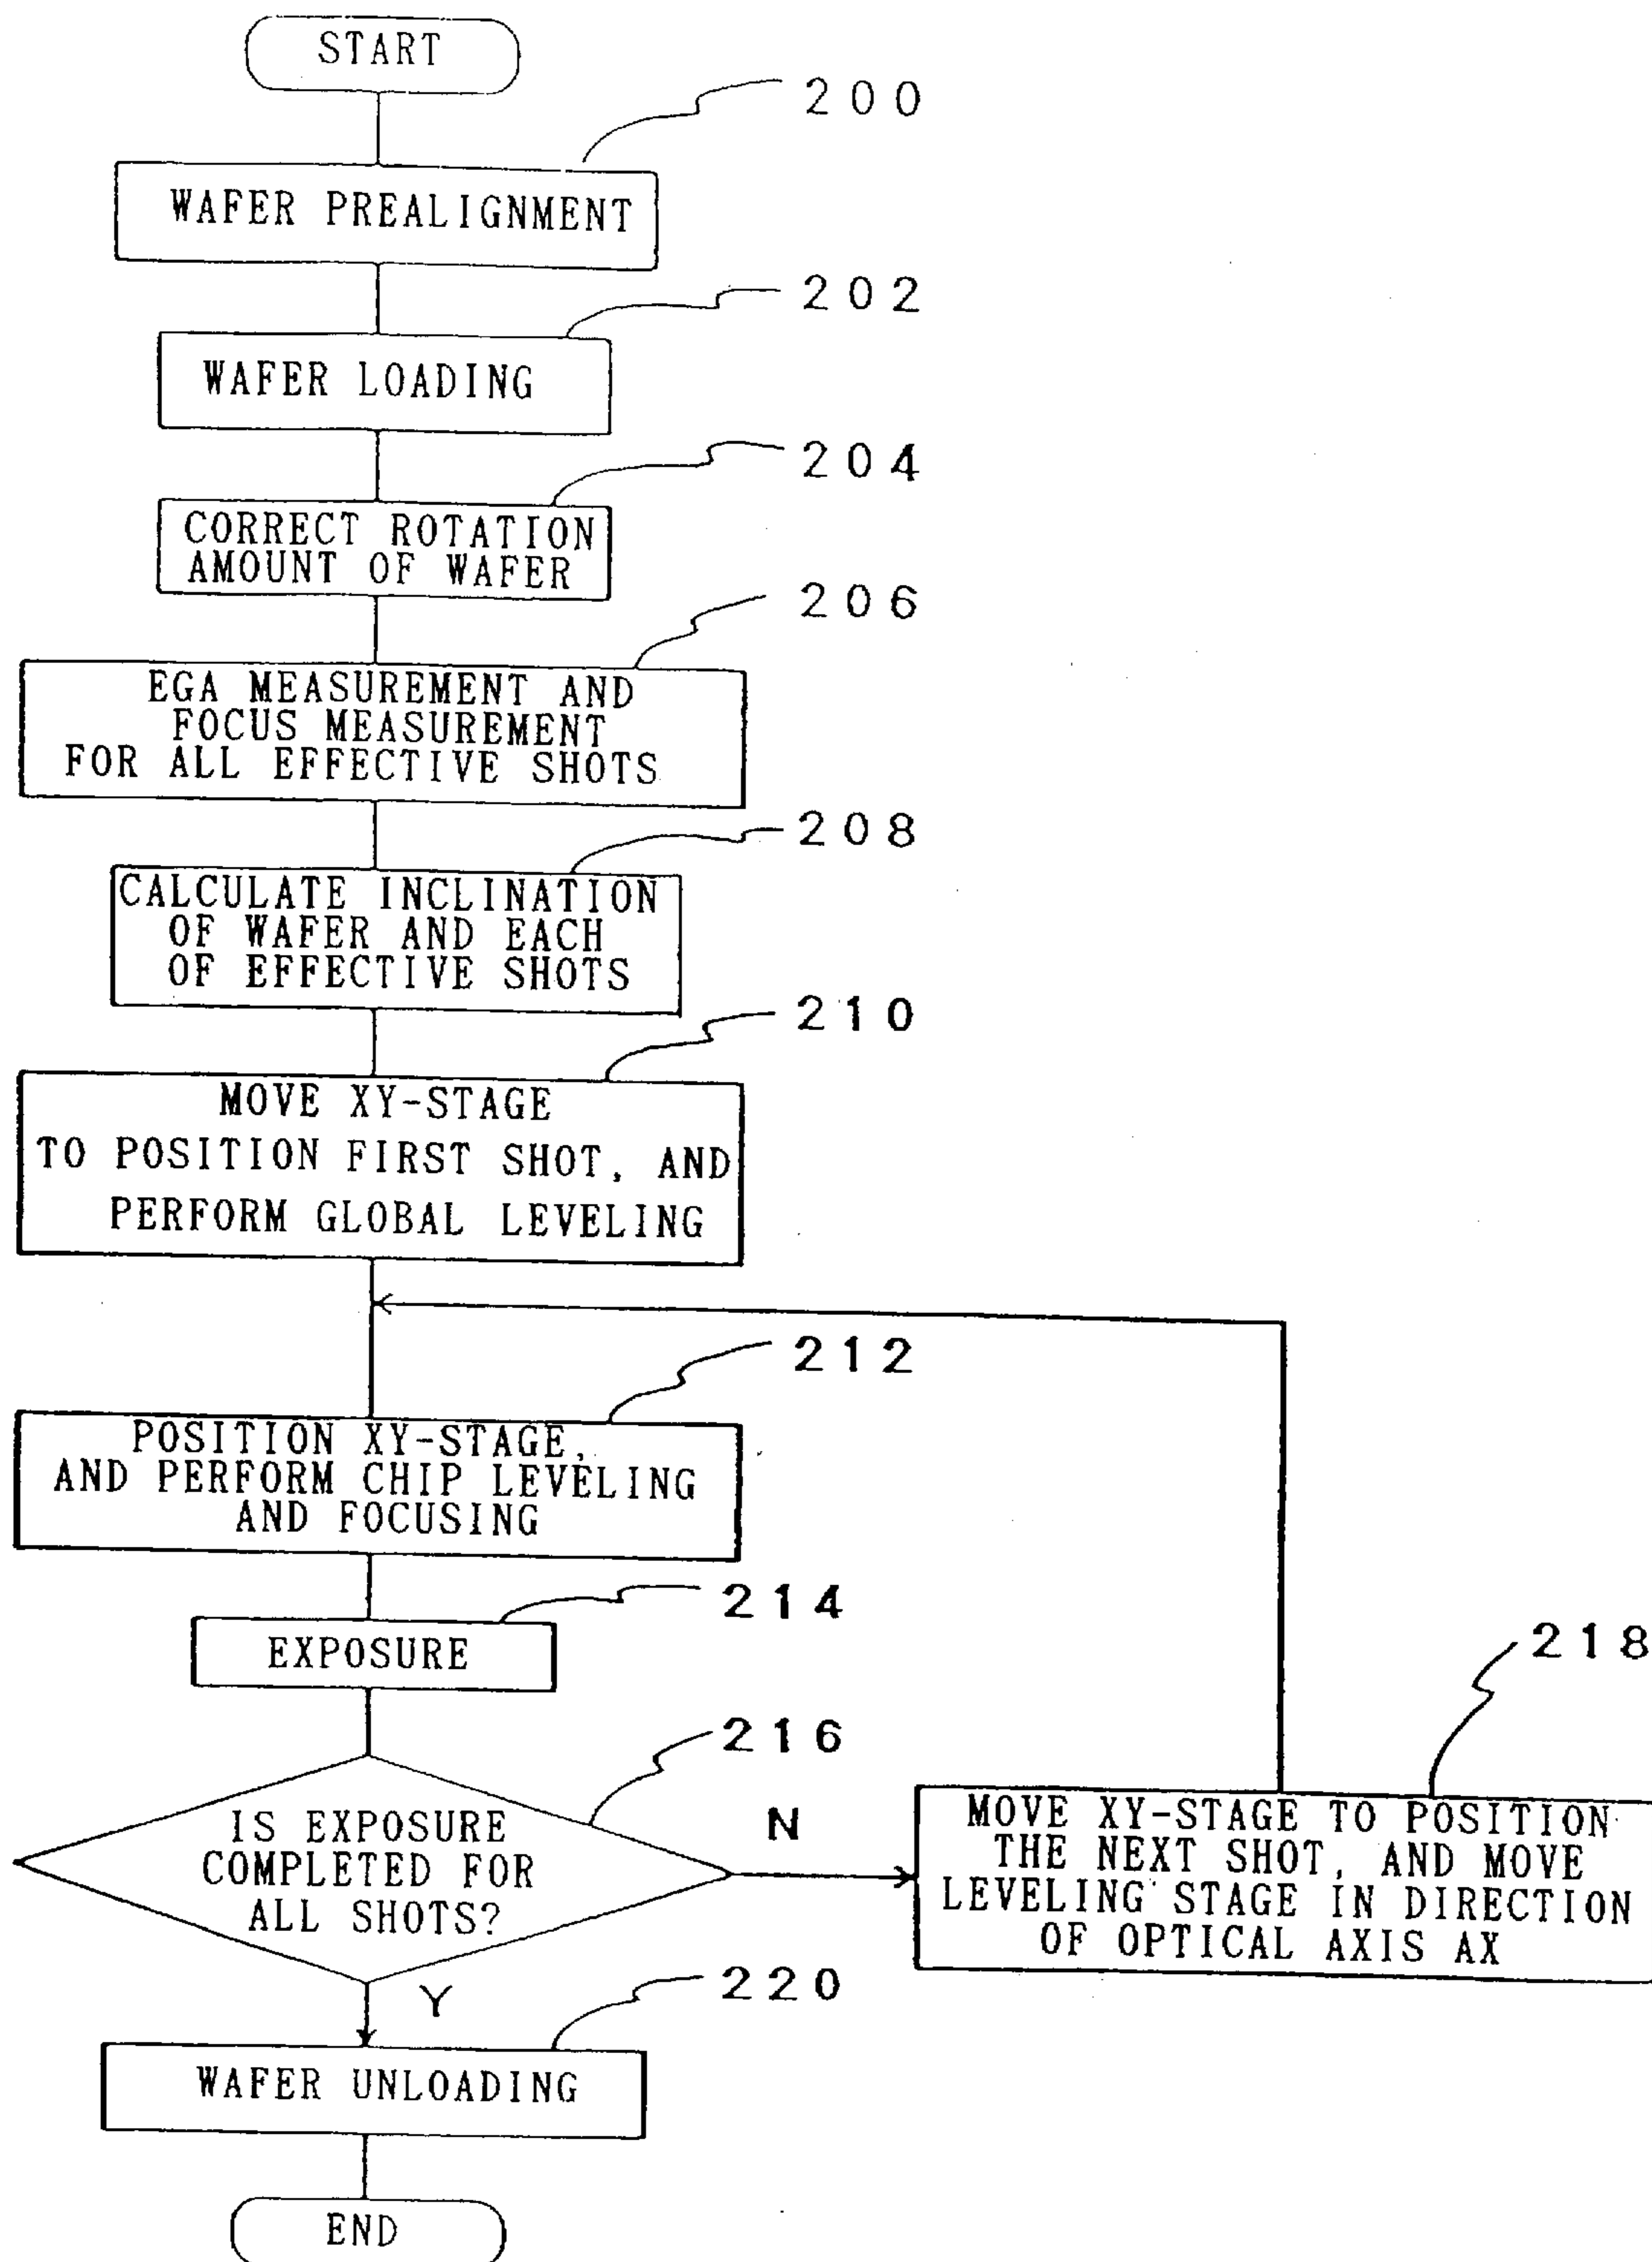 START
200
WAFER PREALIGNMENT
202
WAFER LOADING
204
CORRECT ROTATION
AMOUNT OF WAFER
206
EGA MEASUREMENT AND
FOCUS MEASUREMENT
FOR ALL EFFECTIVE SHOTS
208
CALCULATE INCLINATION
OF WAFER AND EACH
OF EFFECTIVE SHOTS
210
MOVE XY-STAGE
TO POSITION FIRST SHOT, AND
PERFORM GLOBAL LEVELING
212
POSITION XY-STAGE,
AND PERFORM CHIP LEVELING
AND FOCUSING
214
EXPOSURE
216
IS EXPOSURE
COMPLETED FOR
ALL SHOTS?
N
218
MOVE XY-STAGE TO POSITION
THE NEXT SHOT, AND MOVE
LEVELING STAGE IN DIRECTION
OF OPTICAL AXIS AX
Y
220
WAFER UNLOADING
END